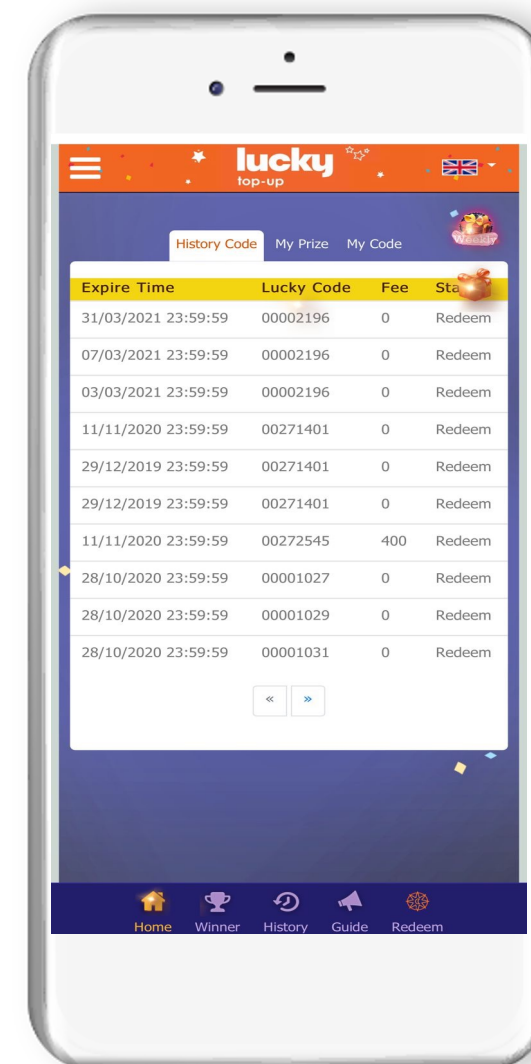 lucky
top-up
History Code My Prize My Code
Weekly
Expire Time Lucky Code Fee
31/03/2021 23:59:59 00002196 0 Redeem
07/03/2021 23:59:59 00002196 0 Redeem
03/03/2021 23:59:59 00002196 0 Redeem
11/11/2020 23:59:59 00271401 0 Redeem
29/12/2019 23:59:59 00271401 0 Redeem
29/12/2019 23:59:59 00271401 0 Redeem
11/11/2020 23:59:59 00272545 400 Redeem
28/10/2020 23:59:59 00001027 0 Redeem
28/10/2020 23:59:59 00001029 0 Redeem
28/10/2020 23:59:59 00001031 0 Redeem
« »
Home Winner History Guide Redeem